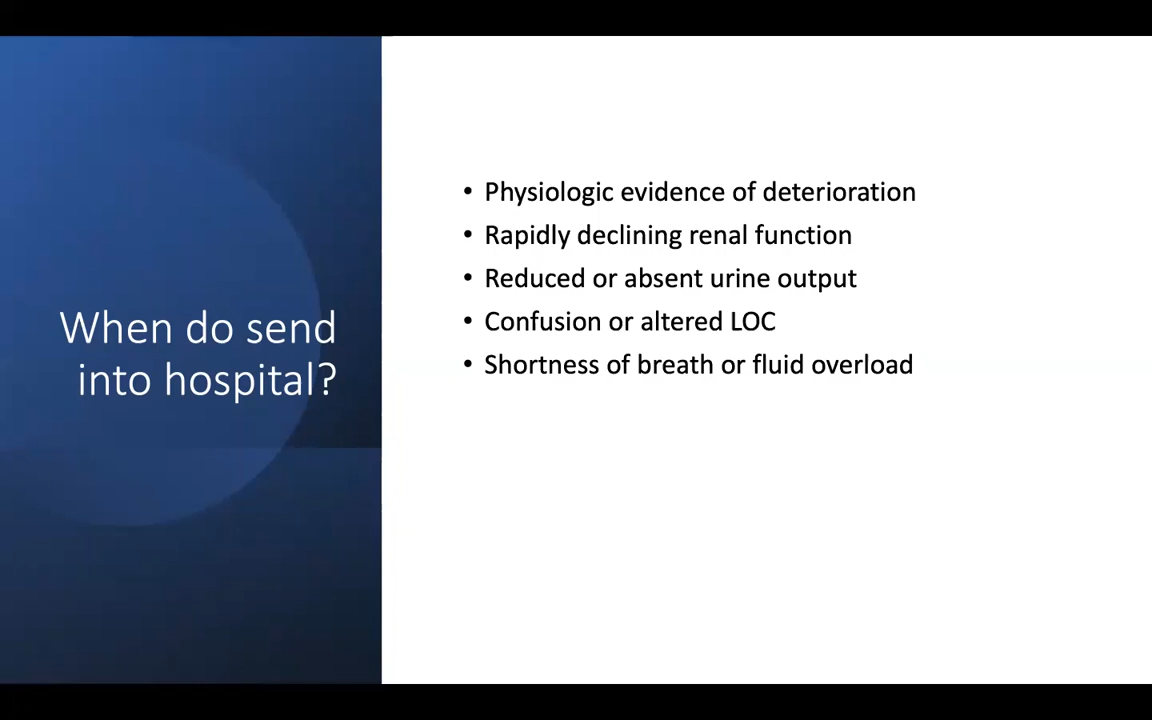 When do send
into hospital?
• Physiologic evidence of deterioration
• Rapidly declining renal function
• Reduced or absent urine output
• Confusion or altered LOC
• Shortness of breath or fluid overload